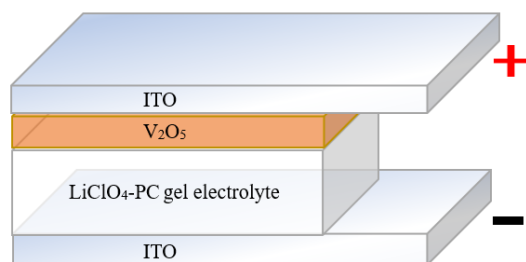 +
ITO
V₂O₅
LiClO₄-PC gel electrolyte
−
ITO